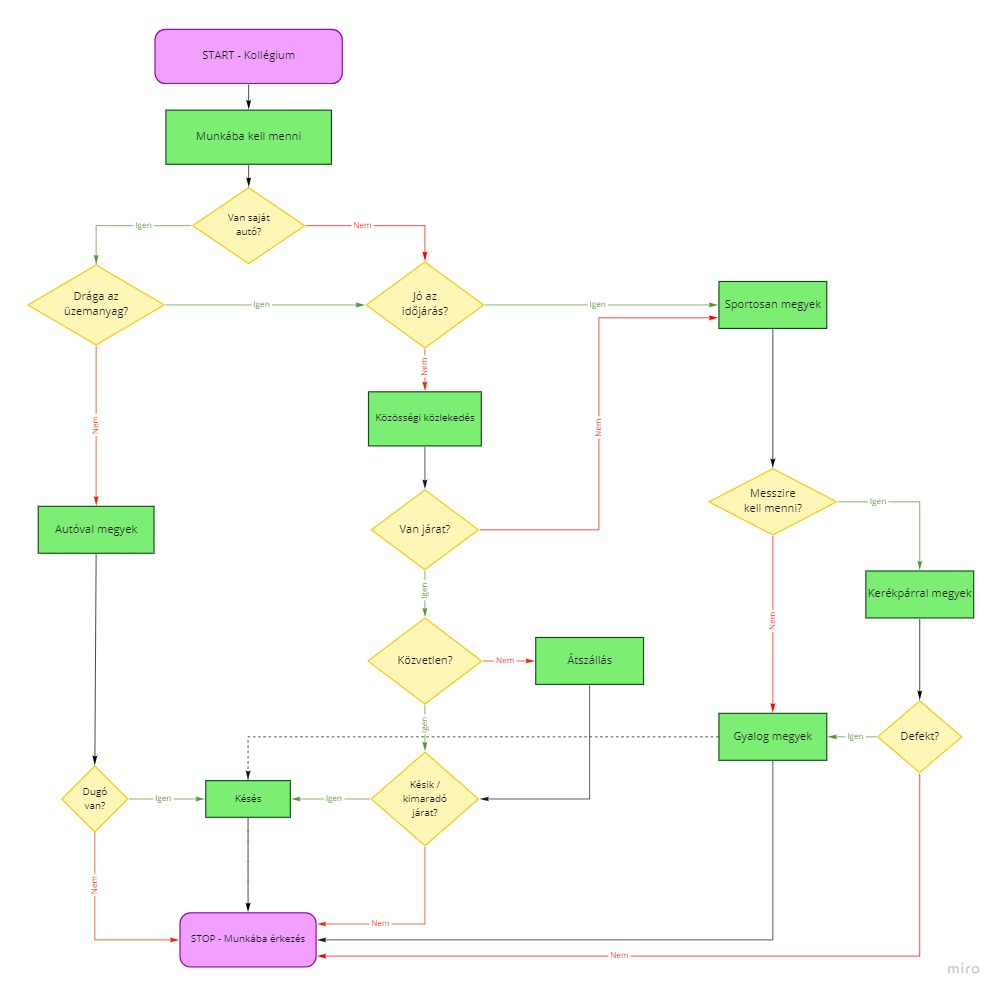 START - Kollégium
Munkába kell menni
Van saját
autó?
Igen
Nem
Drága az
üzemanyag?
Igen
Jó az
időjárás?
Igen
Sportosan megyek
Nem
Nem
Közösségi közlekedés
Nem
Messzire
kell menni?
Igen
Autóval megyek
Van járat?
Igen
Kerékpárral megyek
Nem
Közvetlen?
Nem
Átszállás
Igen
Gyalog megyek
Igen
Defekt?
Dugó
van?
Igen
Késés
Igen
Késik /
kimaradó
járat?
Nem
Nem
STOP - Munkába érkezés
Nem
miro